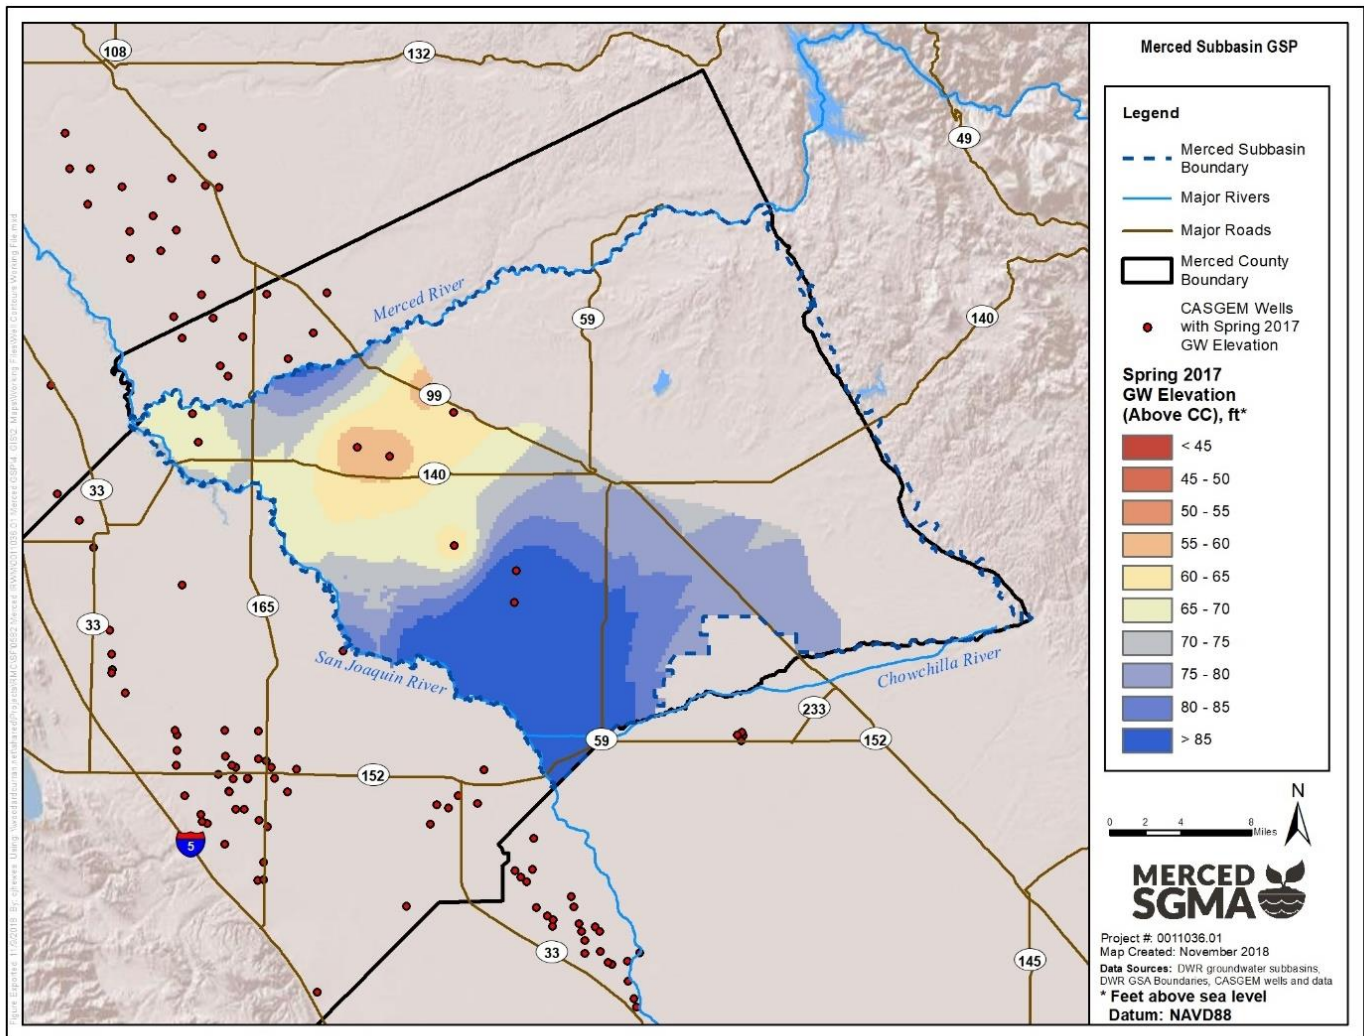 Merced Subbasin GSP
Legend
Merced Subbasin
Boundary
Major Rivers
Major Roads
Merced County
Boundary
CASGEM Wells
with Spring 2017
GW Elevation
Spring 2017
GW Elevation
(Above CC), ft*
< 45
45 - 50
50 - 55
55 - 60
60 - 65
65 - 70
70 - 75
75 - 80
80 - 85
> 85
N
0 2 4 8
Miles
MERCED
SGMA
Project #: 0011036.01
Map Created: November 2018
Data Sources: DWR groundwater subbasins,
DWR GSA Boundaries, CASGEM wells and data
* Feet above sea level
Datum: NAVD88
108
132
49
Merced River
59
140
99
140
33
165
33
San Joaquin River
Chowchilla River
233
59
152
152
5
33
145